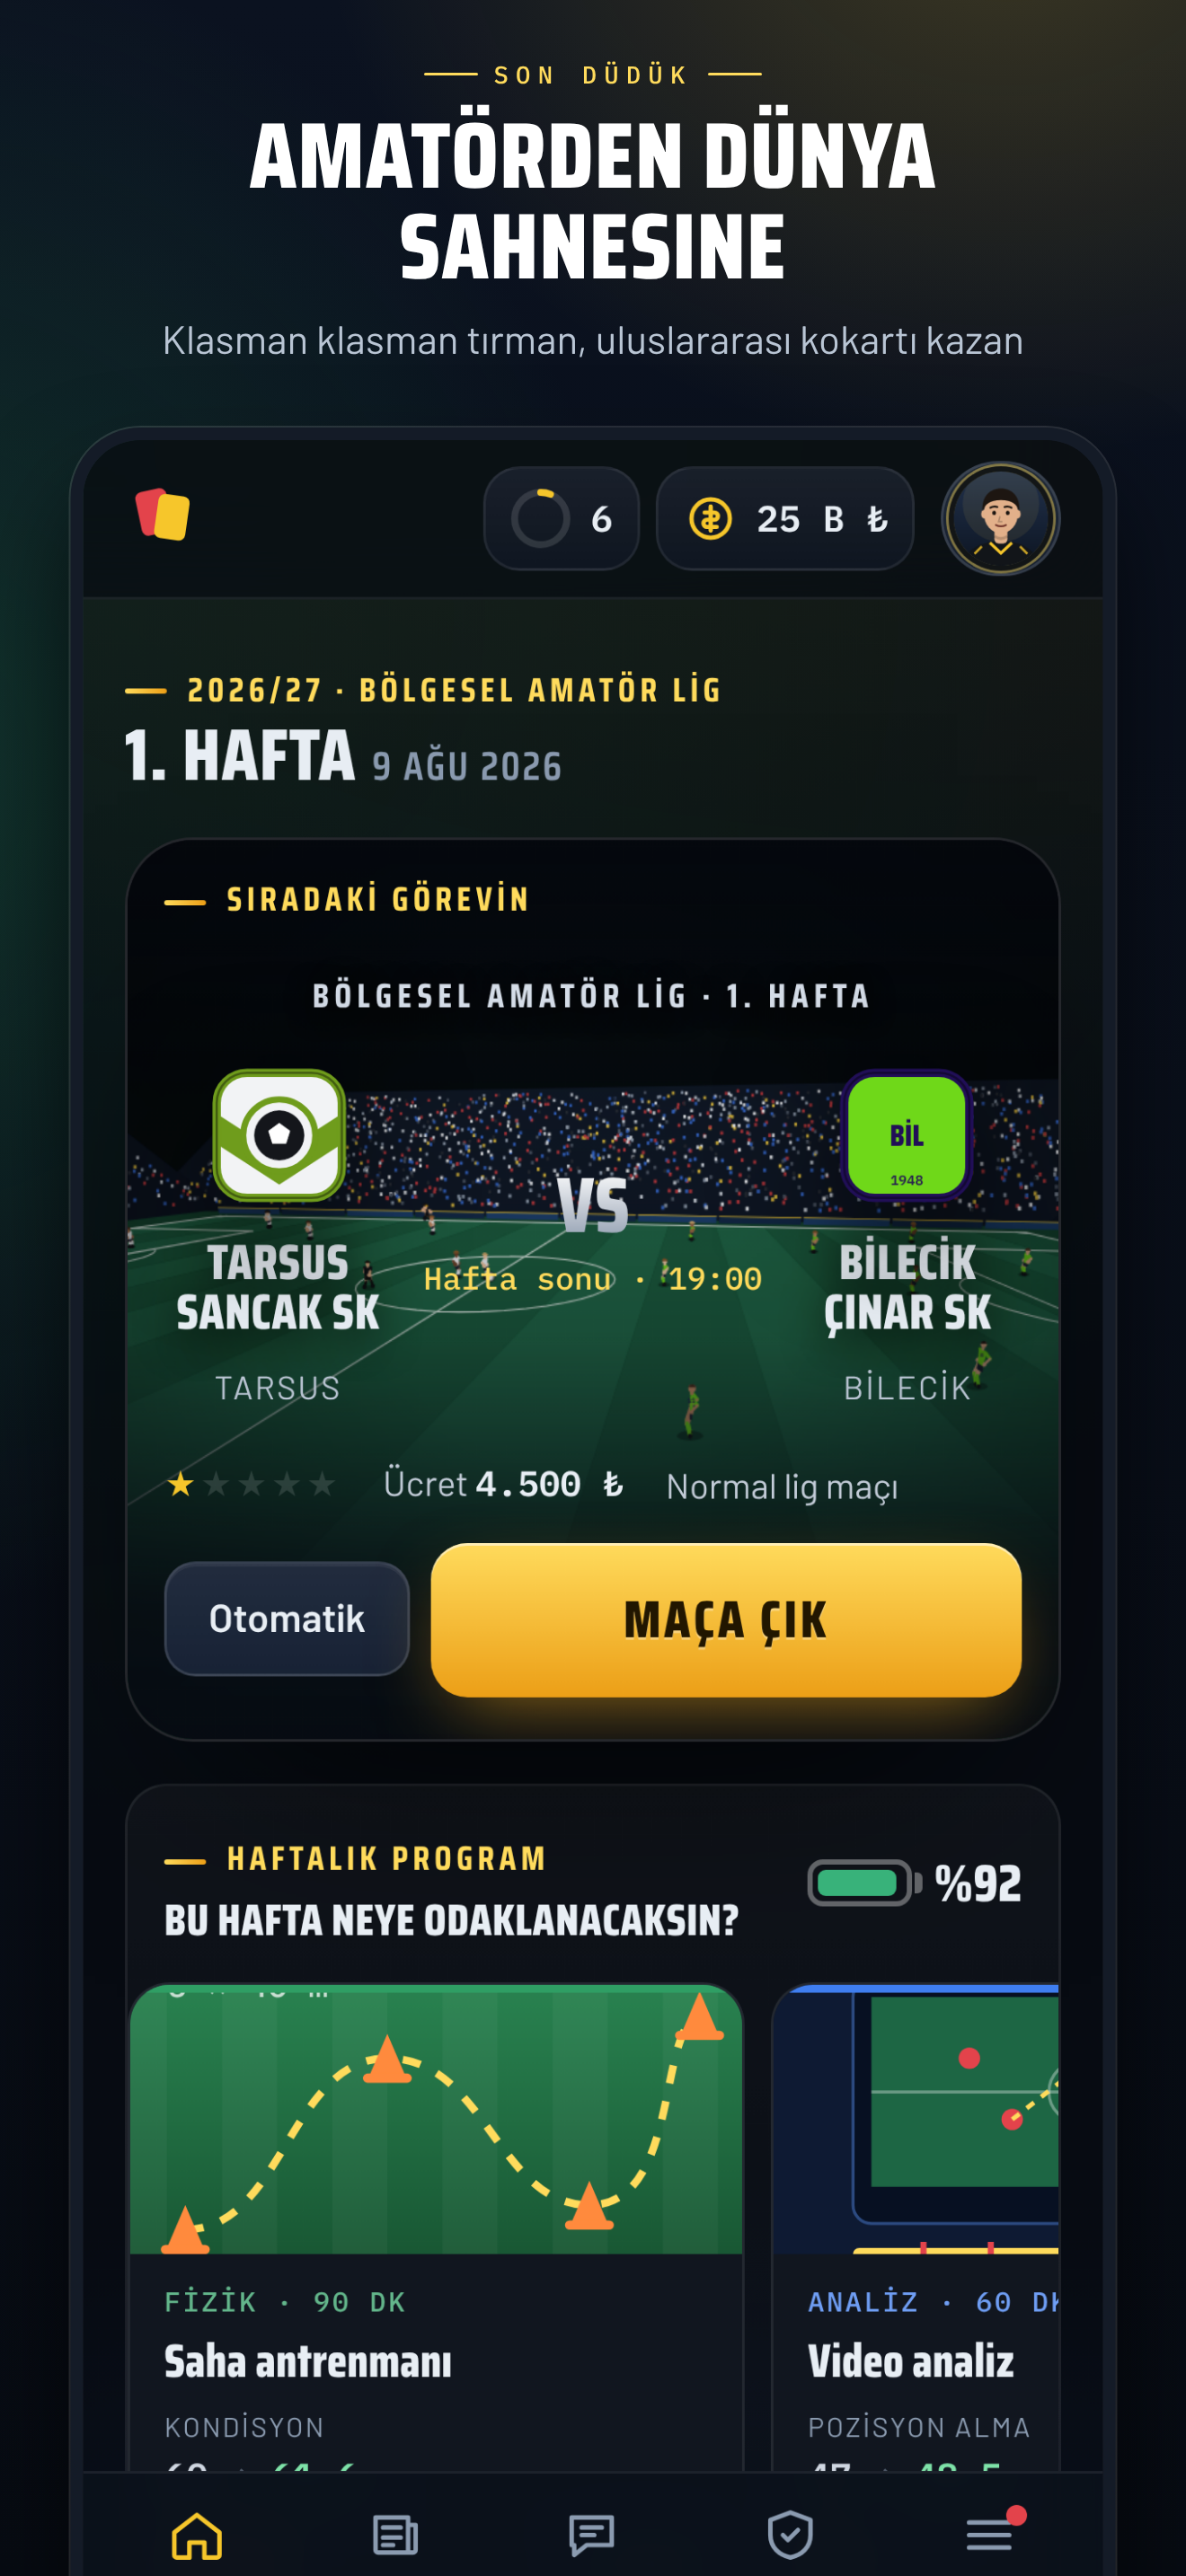 SON DÜDÜK
AMATÖRDEN DÜNYA
SAHNESINE
Klasman klasman tırman, uluslararası kokartı kazan
6
25 B ₺
2026/27 · BÖLGESEL AMATÖR LİG
1. HAFTA 9 AĞU 2026
SIRADAKİ GÖREVİN
BÖLGESEL AMATÖR LİG · 1. HAFTA
BİL
1948
VS
Hafta sonu · 19:00
TARSUS
SANCAK SK
BİLECİK
ÇINAR SK
TARSUS
BİLECİK
Ücret 4.500 ₺
Normal lig maçı
Otomatik
MAÇA ÇIK
HAFTALIK PROGRAM
%92
BU HAFTA NEYE ODAKLANACAKSIN?
FİZİK · 90 DK
Saha antrenmanı
KONDİSYON
ANALİZ · 60 DK
Video analiz
POZİSYON ALMA